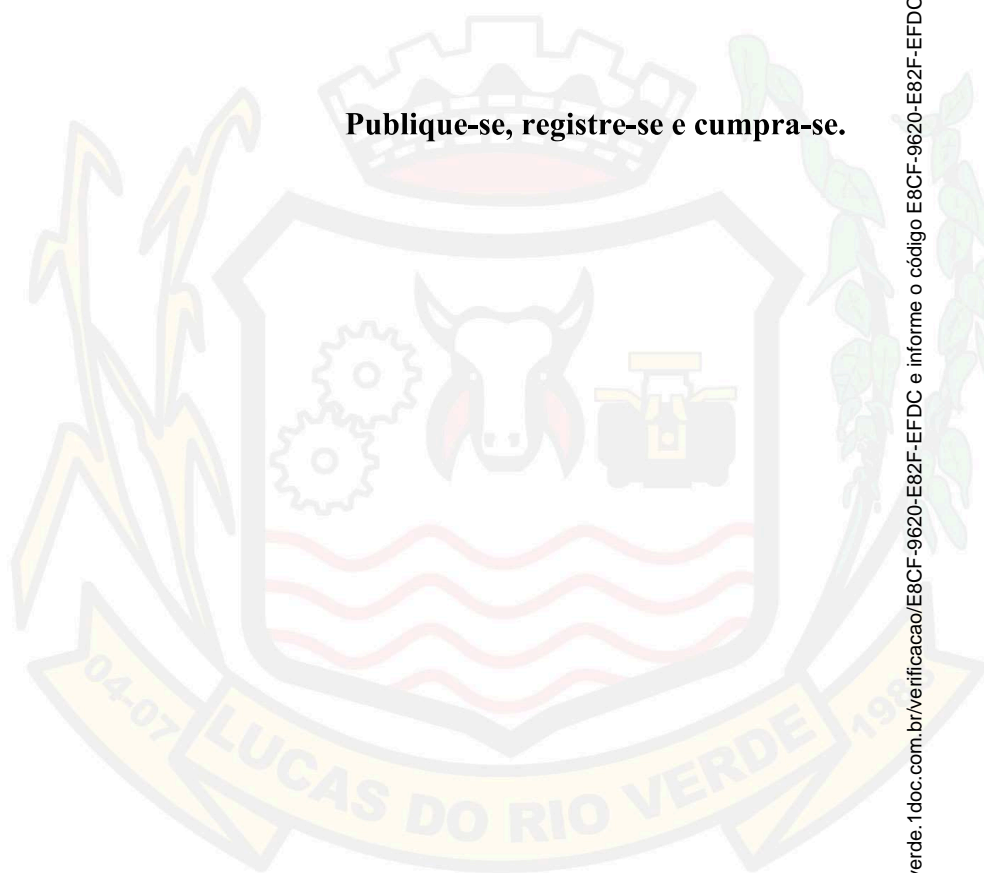 Publique-se, registre-se e cumpra-se.
04-07
LUCAS DO RIO VERDE
verde.1doc.com.br/verificacao/E8CF-9620-E82F-EFDC e informe o código E8CF-9620-E82F-EFDC